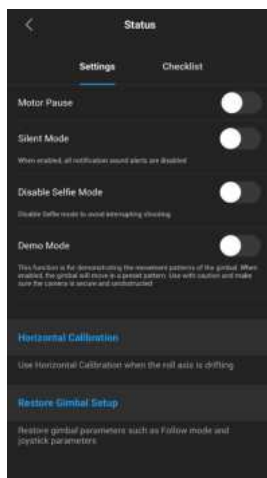 Status
Settings Checklist
Motor Pause
Silent Mode
When enabled, all notification sound alerts are disabled
Disable Selfie Mode
Disable Selfie mode to avoid interrupting shooting
Demo Mode
This function is for demonstrating the movement patterns of the gimbal. When
enabled, the gimbal will move in a preset pattern. Use with caution and make
sure the camera is secure and unobstructed
Horizontal Calibration
Use Horizontal Calibration when the roll axis is drifting
Restore Gimbal Setup
Restore gimbal parameters such as Follow mode and
joystick parameters